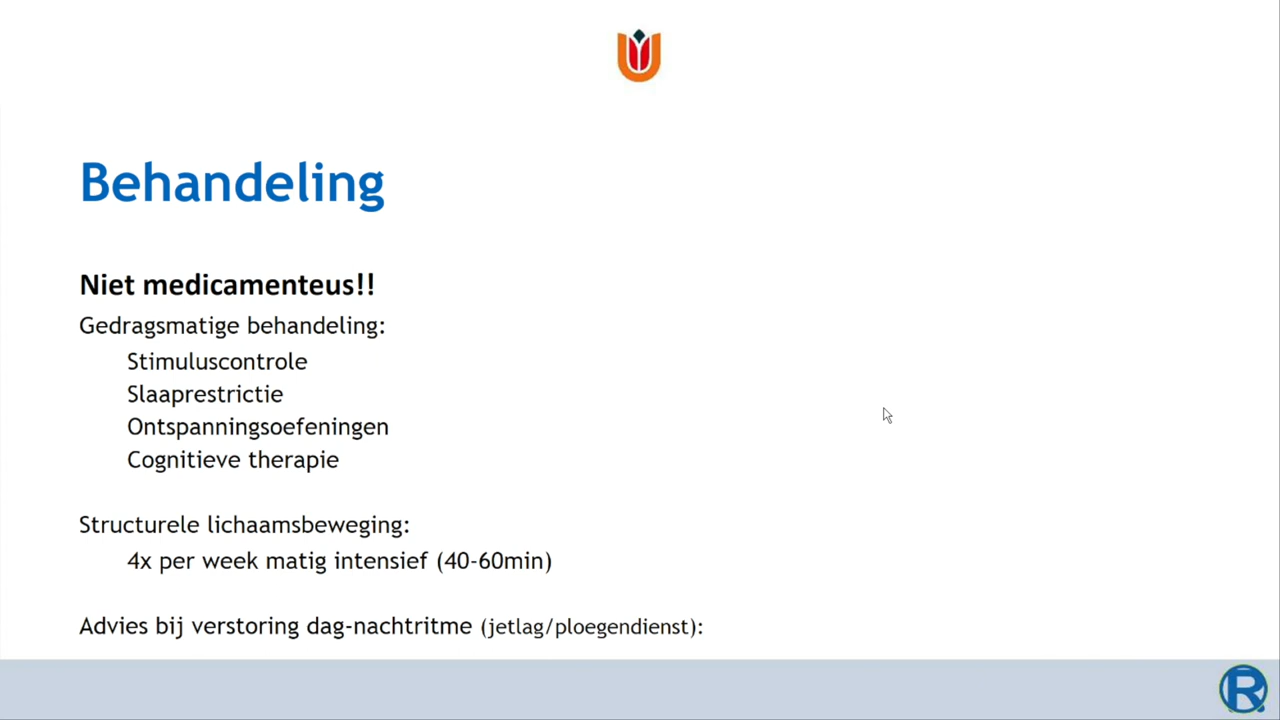 Behandeling
Niet medicamenteus!!
Gedragsmatige behandeling:
Stimuluscontrole
Slaaprestrictie
Ontspanningsoefeningen
Cognitieve therapie
Structurele lichaamsbeweging:
4x per week matig intensief (40-60min)
Advies bij verstoring dag-nachtritme (jetlag/ploegendienst):
R